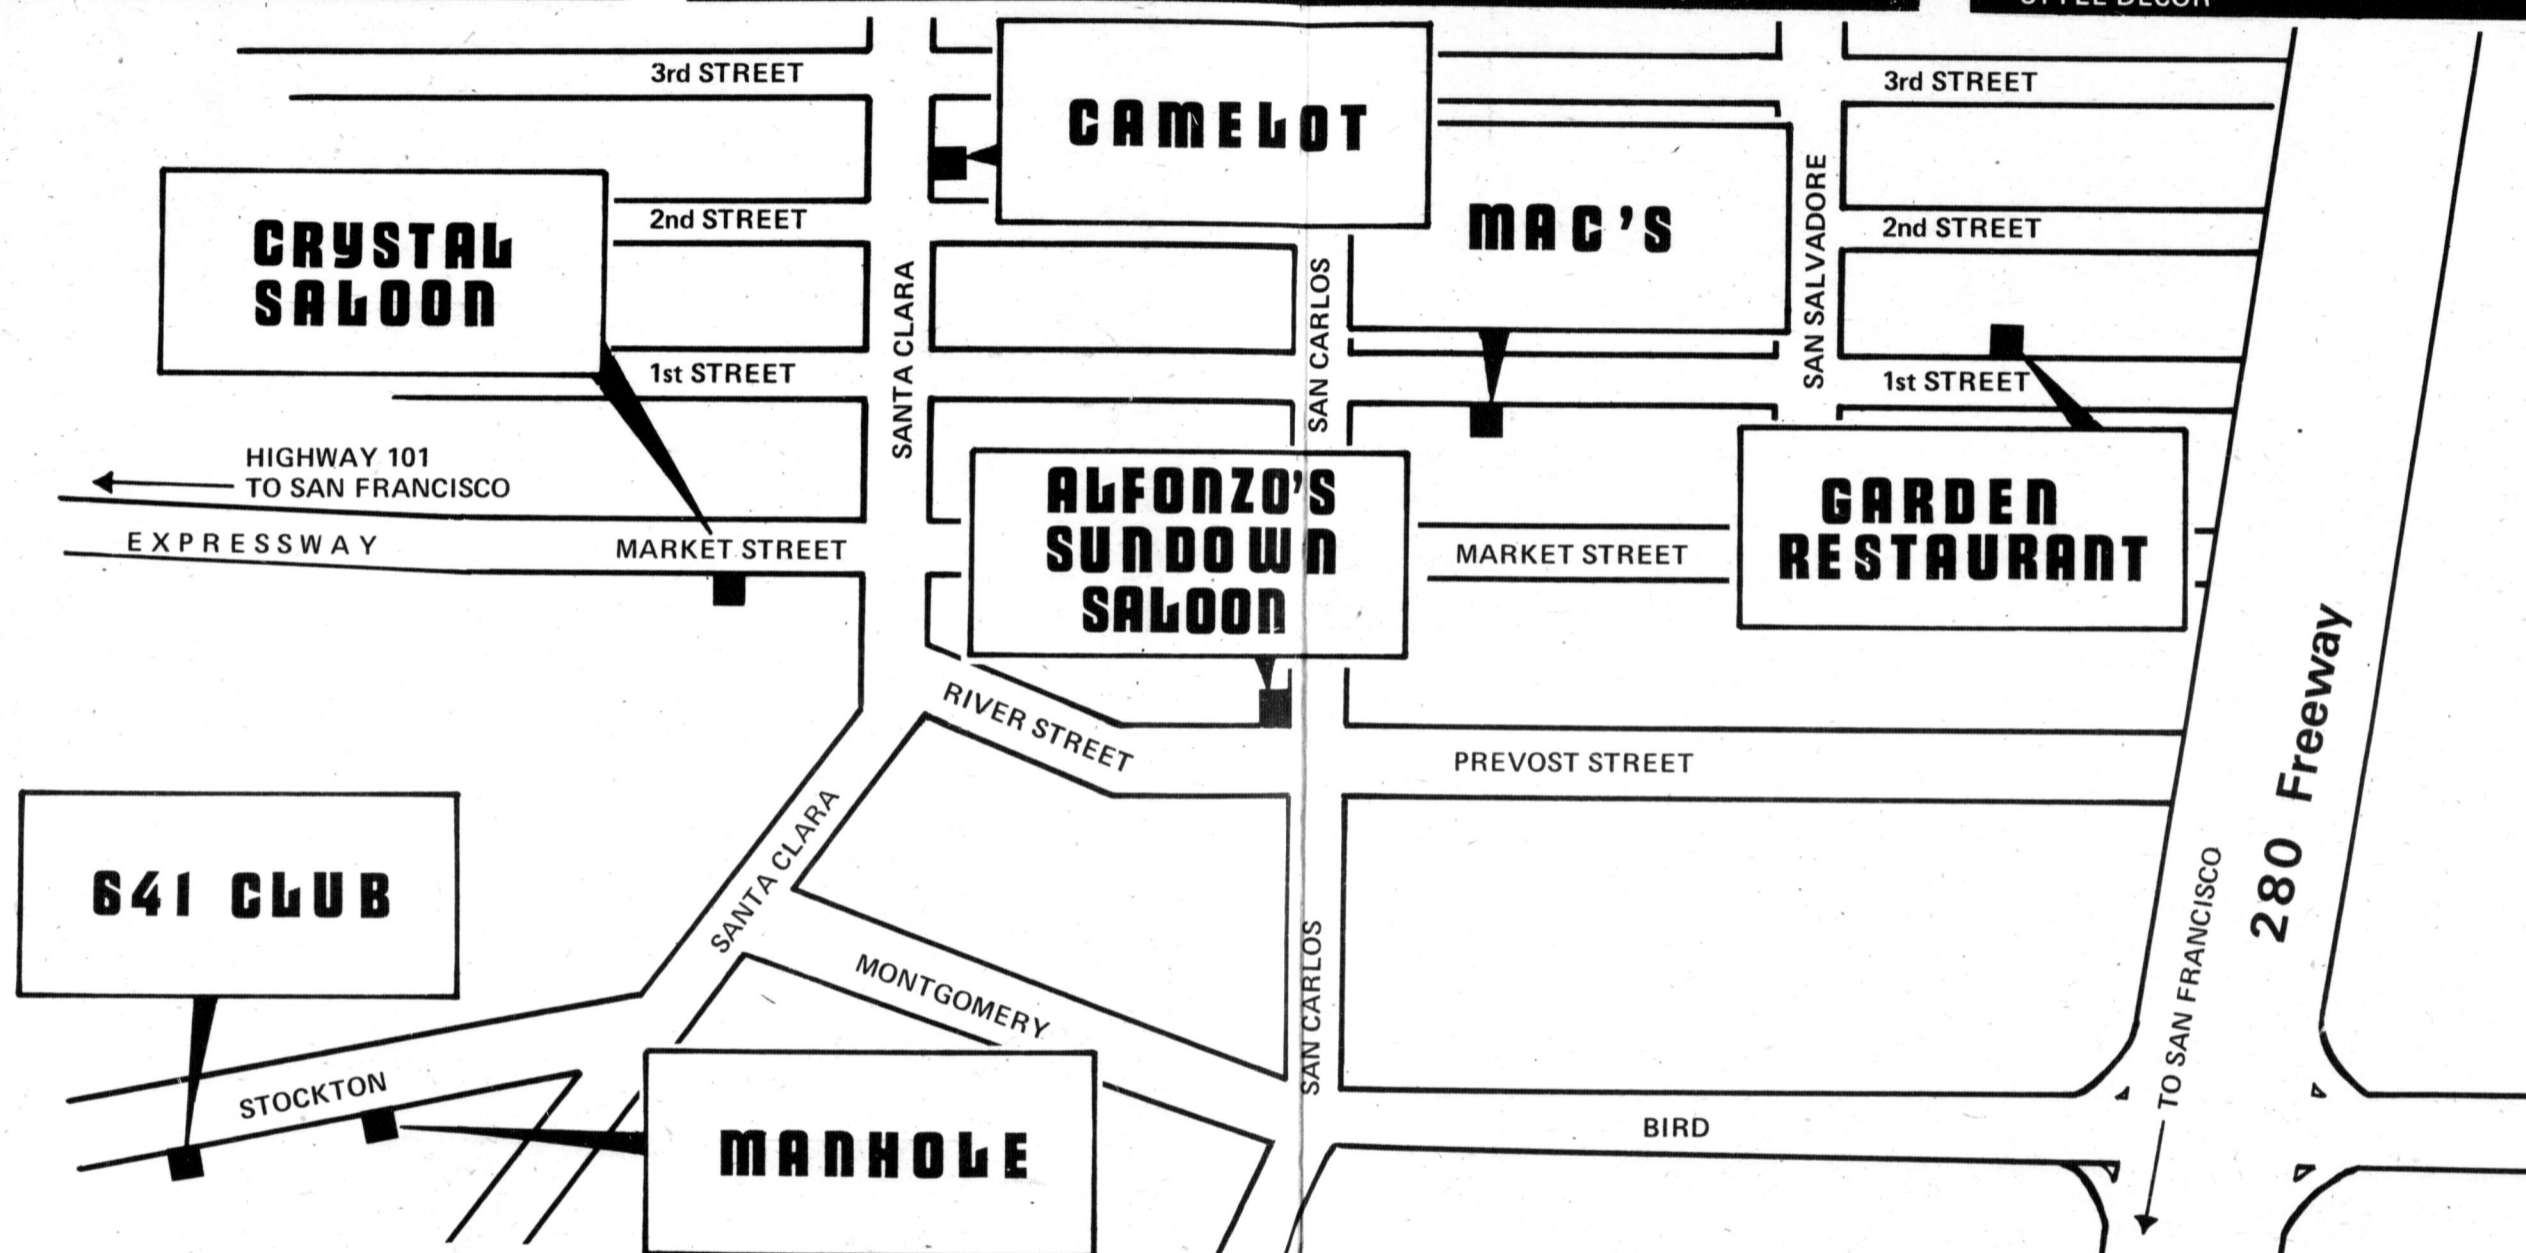 STYLE DECOR
3rd STREET
3rd STREET
CAMELOT
MAC'S
CRYSTAL
SALOON
2nd STREET
2nd STREET
SANTA CLARA
SAN CARLOS
SAN SALVADORE
1st STREET
1st STREET
HIGHWAY 101
TO SAN FRANCISCO
EXPRESSWAY
MARKET STREET
ALFONZO'S
SUNDOWN
SALOON
MARKET STREET
GARDEN
RESTAURANT
RIVER STREET
PREVOST STREET
280 Freeway
TO SAN FRANCISCO
641 CLUB
SANTA CLARA
MONTGOMERY
SAN CARLOS
STOCKTON
MANHOLE
BIRD